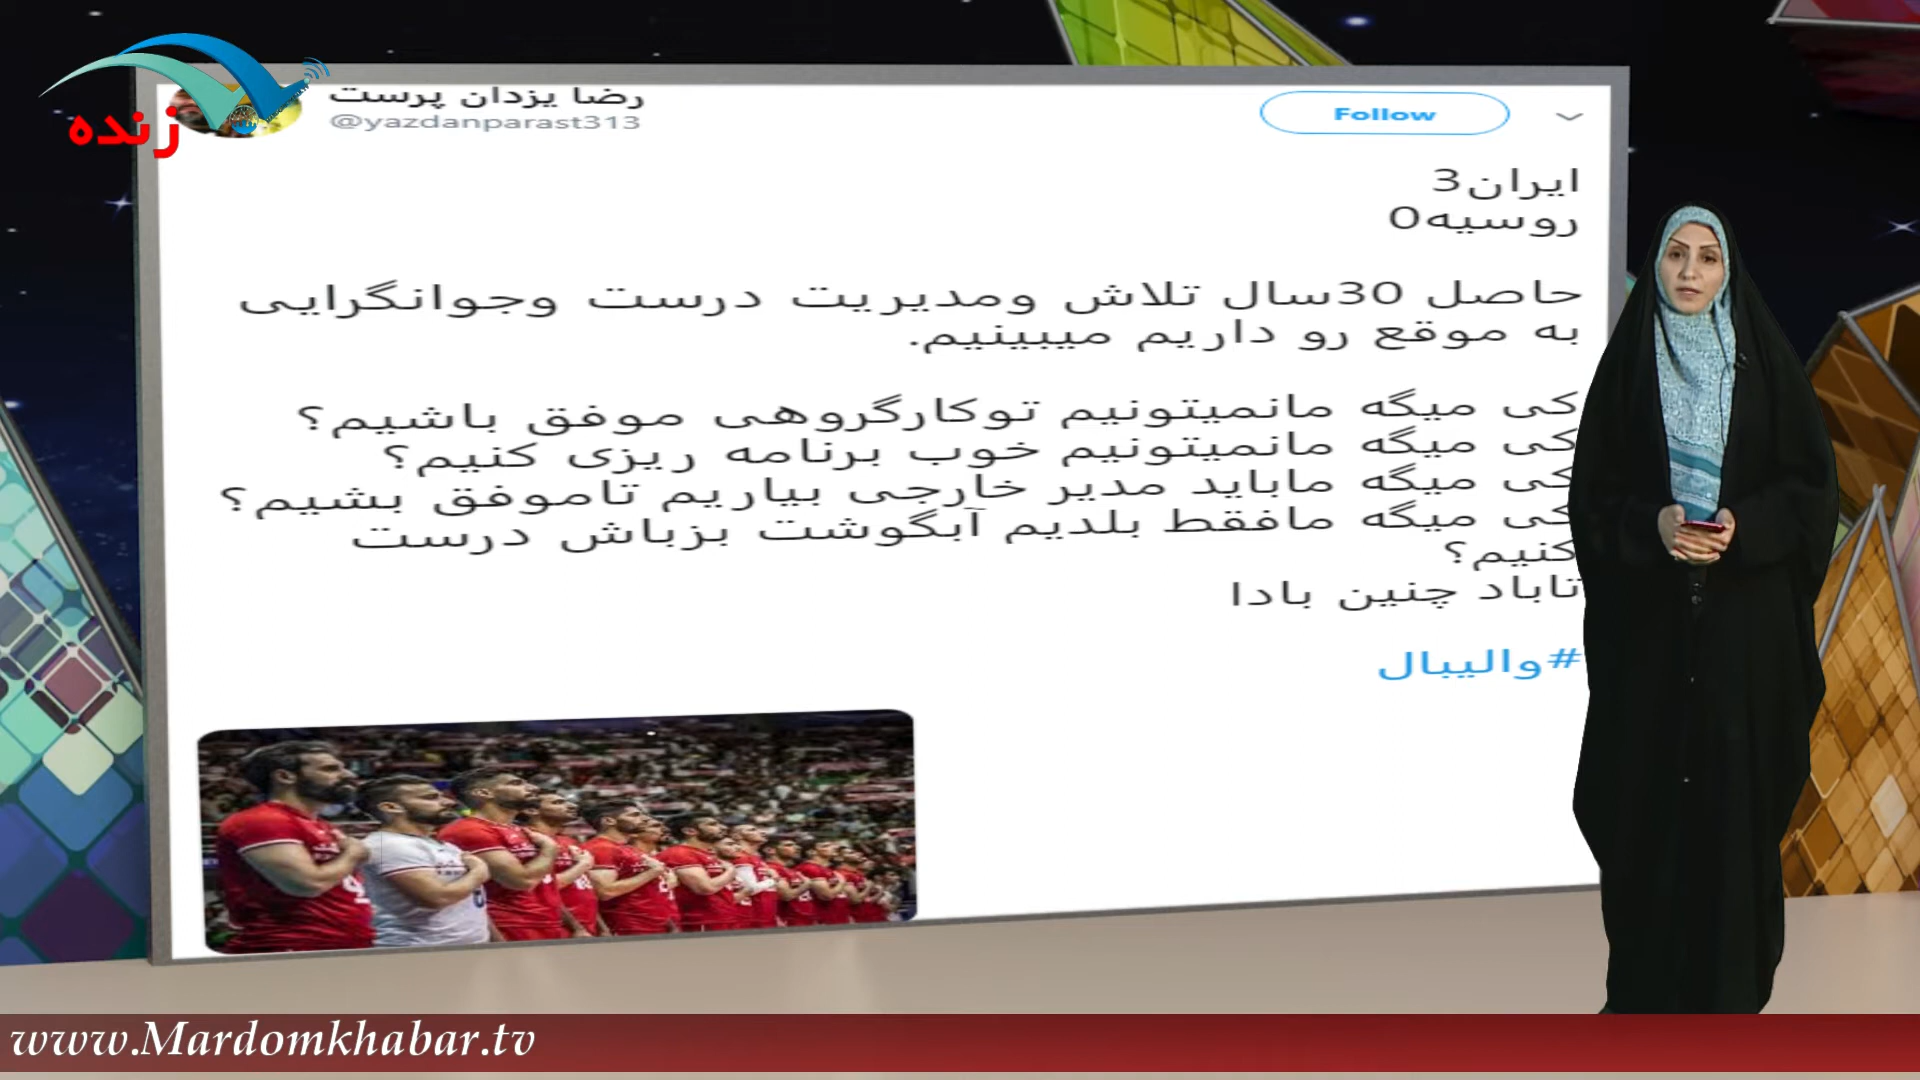 زنده
رضا یزدان پرست
@yazdanparast313
Follow
ایران3
روسیه0
حاصل 30سال تلاش ومدیریت درست وجوانگرایی
به موقع رو داریم میبینیم.
کی میگه مانمیتونیم توکارگروهی موفق باشیم؟
کی میگه مانمیتونیم خوب برنامه ریزی کنیم؟
کی میگه ماباید مدیر خارجی بیاریم تاموفق بشیم؟
کی میگه مافقط بلدیم آبگوشت بزباش درست
کنیم؟
تاباد چنین بادا
#والیبال
www.Mardomkhabar.tv